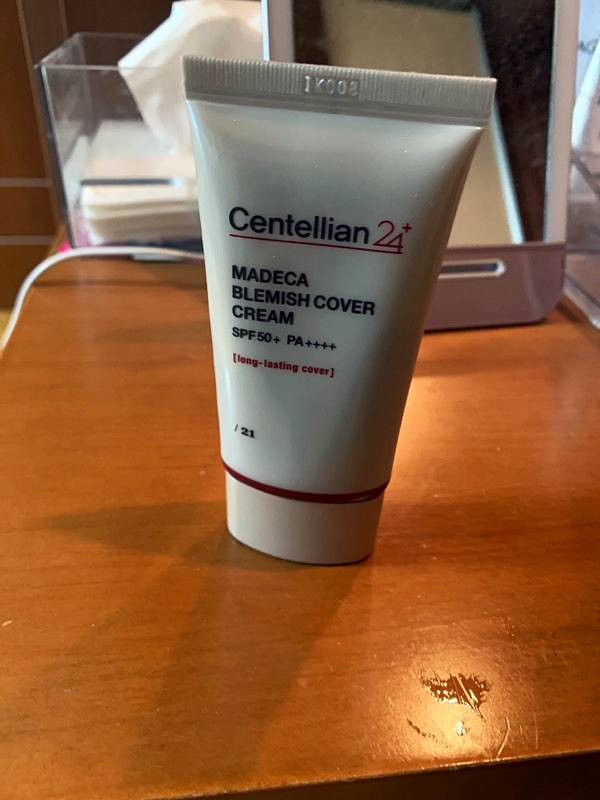 IK008
Centellian 24+
MADECA
BLEMISH COVER
CREAM
SPF50+ PA++++
[long-lasting cover]
/ 21